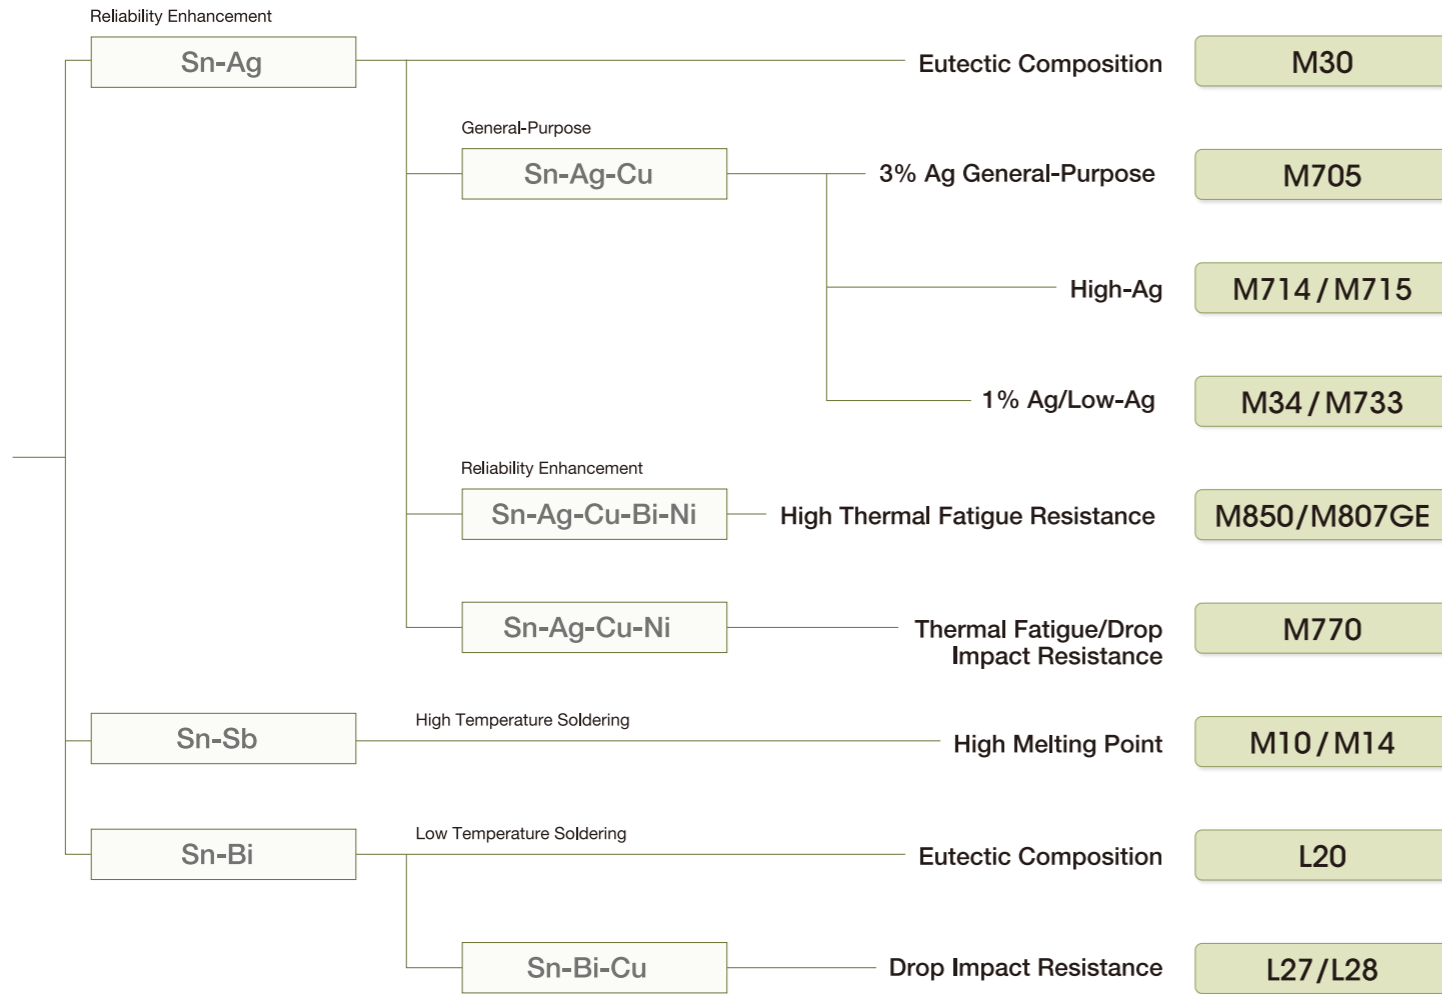 Reliability Enhancement
Sn-Ag
Eutectic Composition
M30
General-Purpose
Sn-Ag-Cu
3% Ag General-Purpose
M705
High-Ag
M714 / M715
1% Ag/Low-Ag
M34 / M733
Reliability Enhancement
Sn-Ag-Cu-Bi-Ni
High Thermal Fatigue Resistance
M850/M807GE
Sn-Ag-Cu-Ni
Thermal Fatigue/Drop
Impact Resistance
M770
Sn-Sb
High Temperature Soldering
High Melting Point
M10 / M14
Sn-Bi
Low Temperature Soldering
Eutectic Composition
L20
Sn-Bi-Cu
Drop Impact Resistance
L27/L28